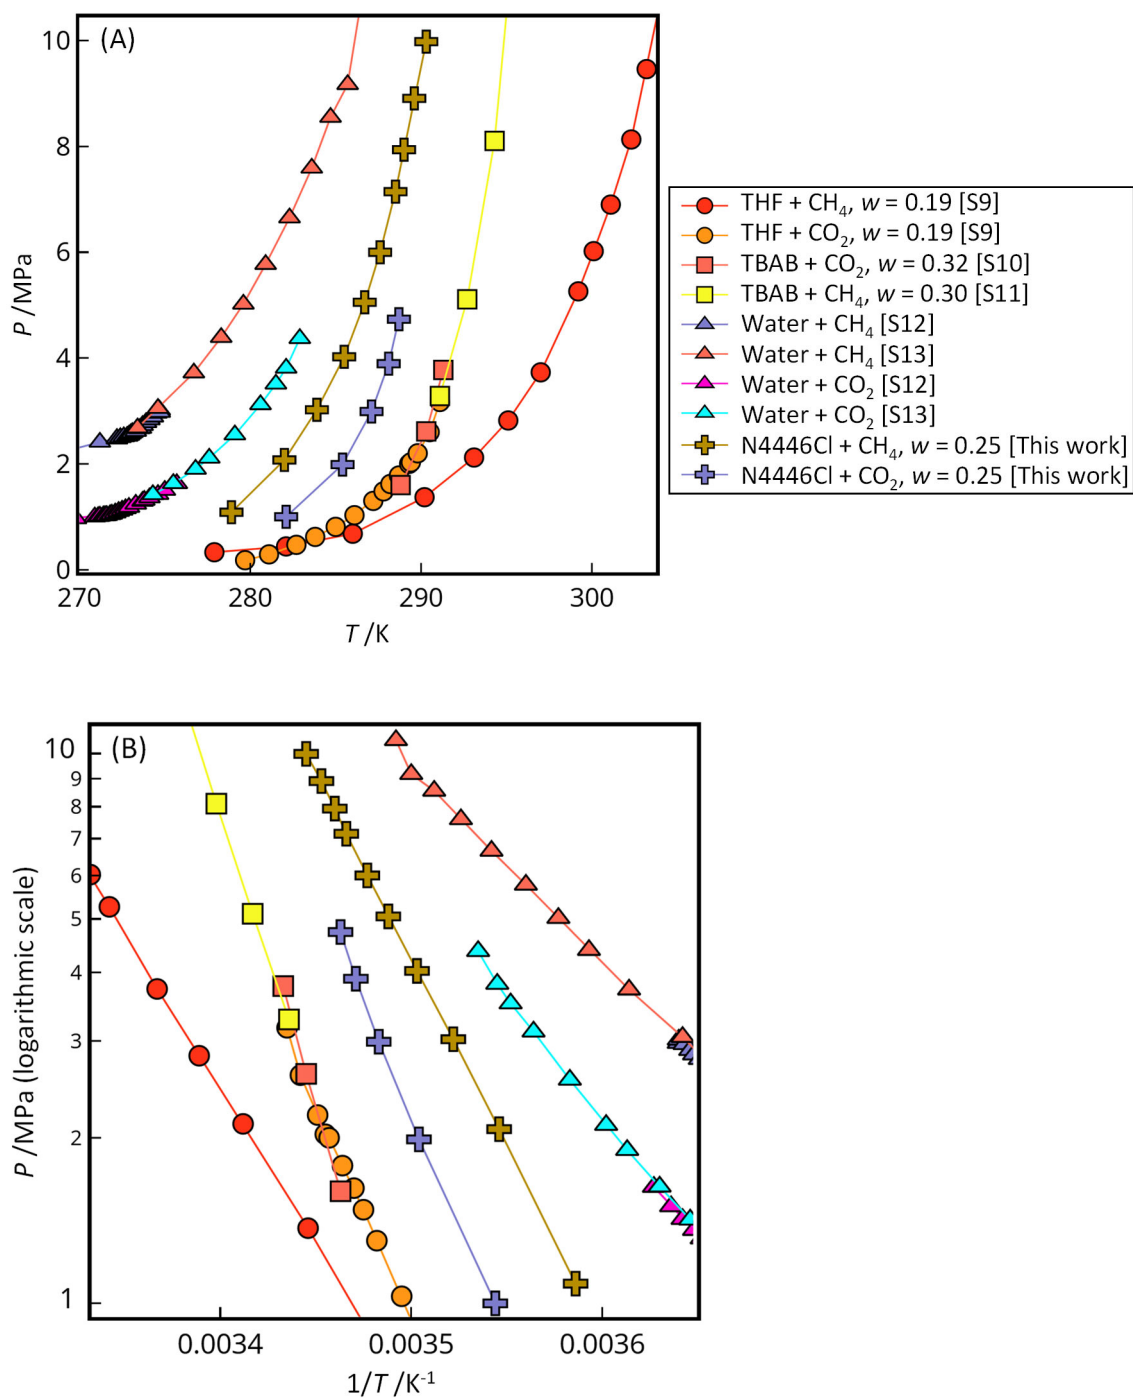 (A)
10
8
6
4
2
0
P /MPa
270
280
290
300
T /K
THF + CH₄, w = 0.19 [S9]
THF + CO₂, w = 0.19 [S9]
TBAB + CO₂, w = 0.32 [S10]
TBAB + CH₄, w = 0.30 [S11]
Water + CH₄ [S12]
Water + CH₄ [S13]
Water + CO₂ [S12]
Water + CO₂ [S13]
N4446Cl + CH₄, w = 0.25 [This work]
N4446Cl + CO₂, w = 0.25 [This work]
(B)
10
9
8
7
6
5
4
3
2
1
P /MPa (logarithmic scale)
0.0034
0.0035
0.0036
1/T /K⁻¹